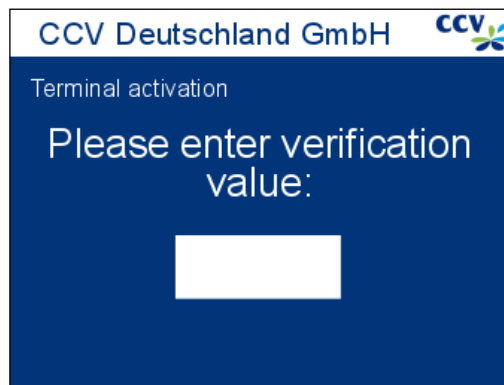 CCV Deutschland GmbH
CCV
Terminal activation
Please enter verification
value: